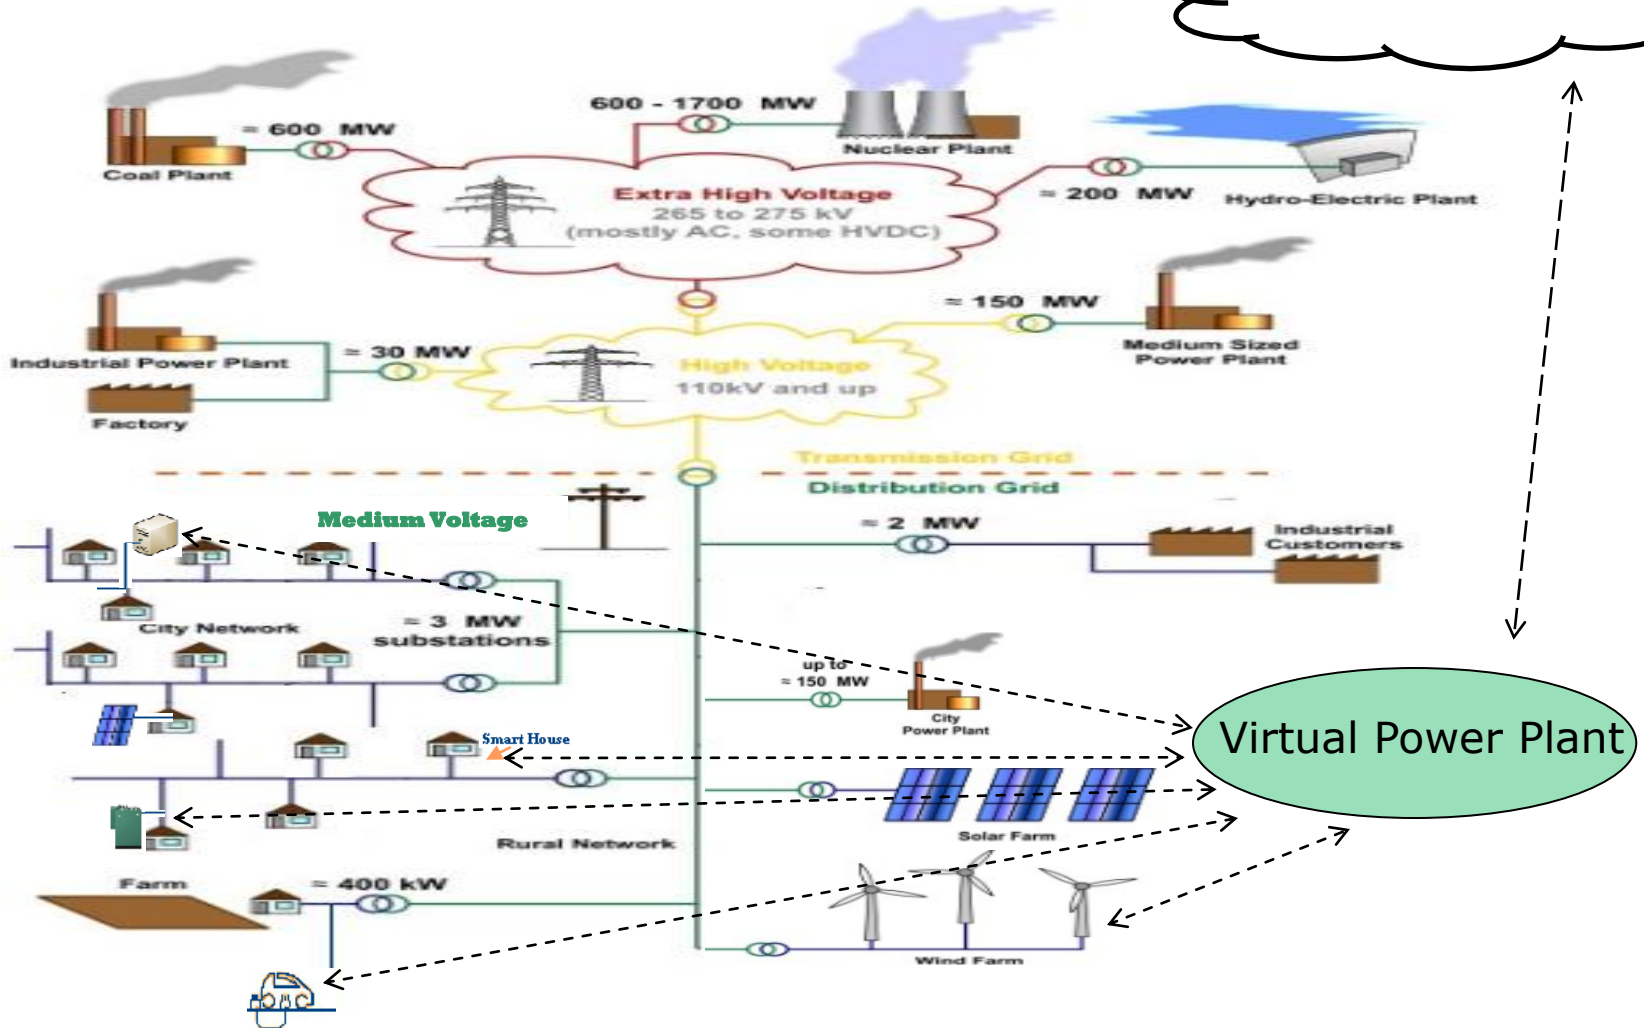 600 - 1700 MW
≈ 600 MW
Coal Plant
Nuclear Plant
≈ 200 MW
Hydro-Electric Plant
Extra High Voltage
265 to 275 kV
(mostly AC, some HVDC)
≈ 150 MW
Medium Sized
Power Plant
Industrial Power Plant
≈ 30 MW
Factory
High Voltage
110kV and up
Transmission Grid
Distribution Grid
Medium Voltage
≈ 2 MW
Industrial
Customers
City Network
≈ 3 MW
substations
up to
≈ 150 MW
City
Power Plant
Virtual Power Plant
Smart House
Solar Farm
Rural Network
Farm
≈ 400 kW
Wind Farm